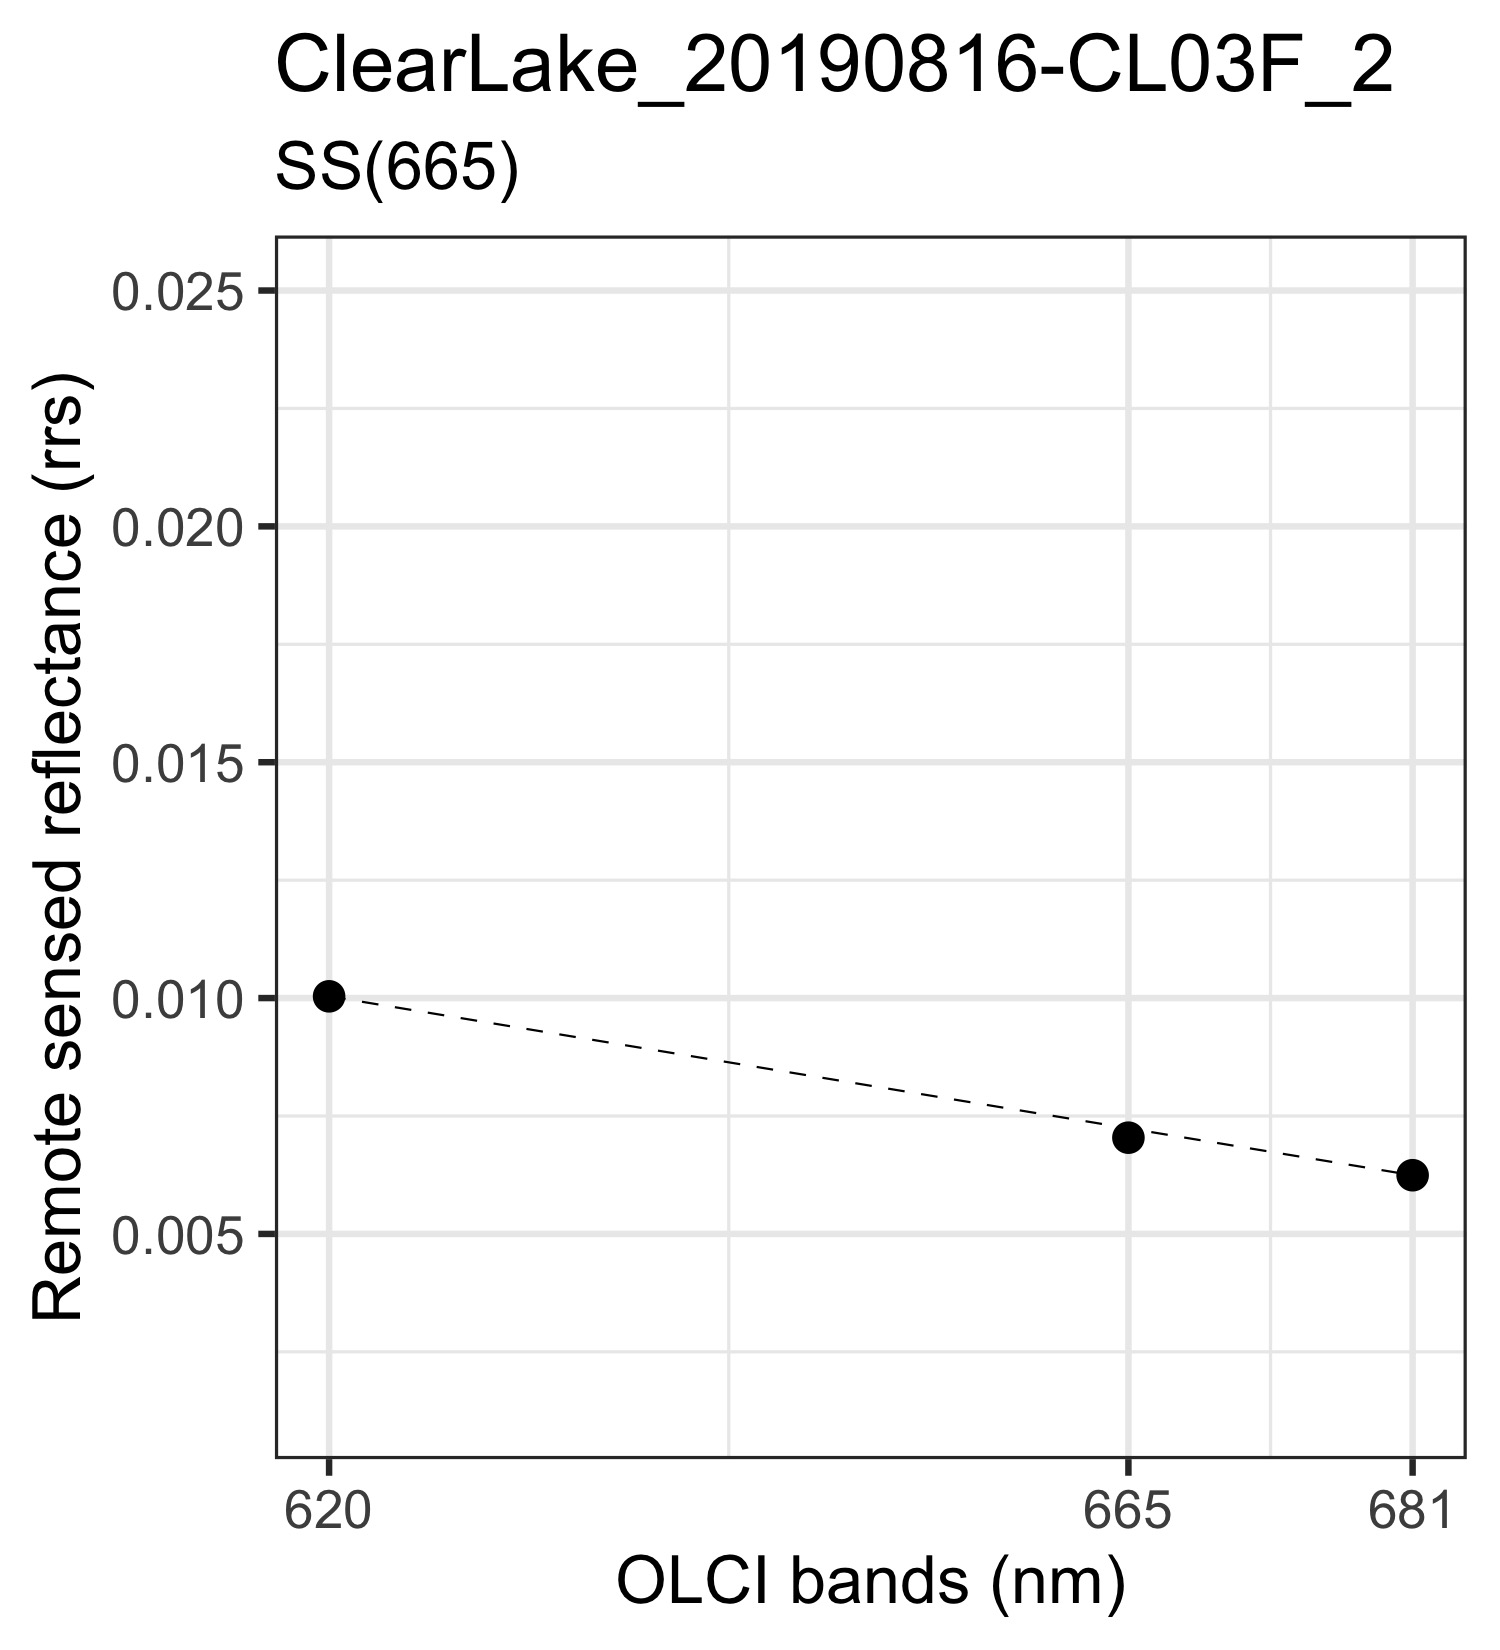 ClearLake_20190816-CL03F_2
SS(665)
Remote sensed reflectance (rrs)
0.025
0.020
0.015
0.010
0.005
620
665
681
OLCI bands (nm)